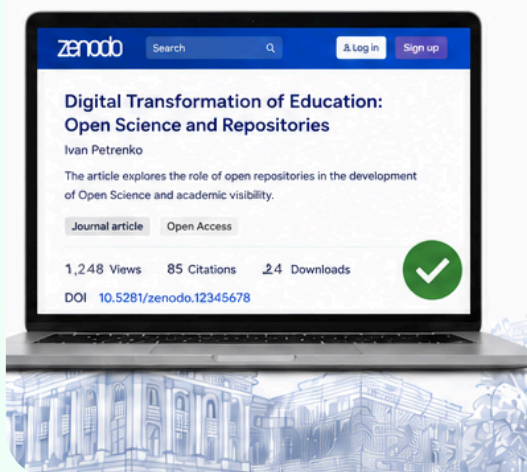 zenodo
Search
Log in
Sign up
Digital Transformation of Education:
Open Science and Repositories
Ivan Petrenko
The article explores the role of open repositories in the development
of Open Science and academic visibility.
Journal article
Open Access
1,248 Views 85 Citations 24 Downloads
DOI 10.5281/zenodo.12345678